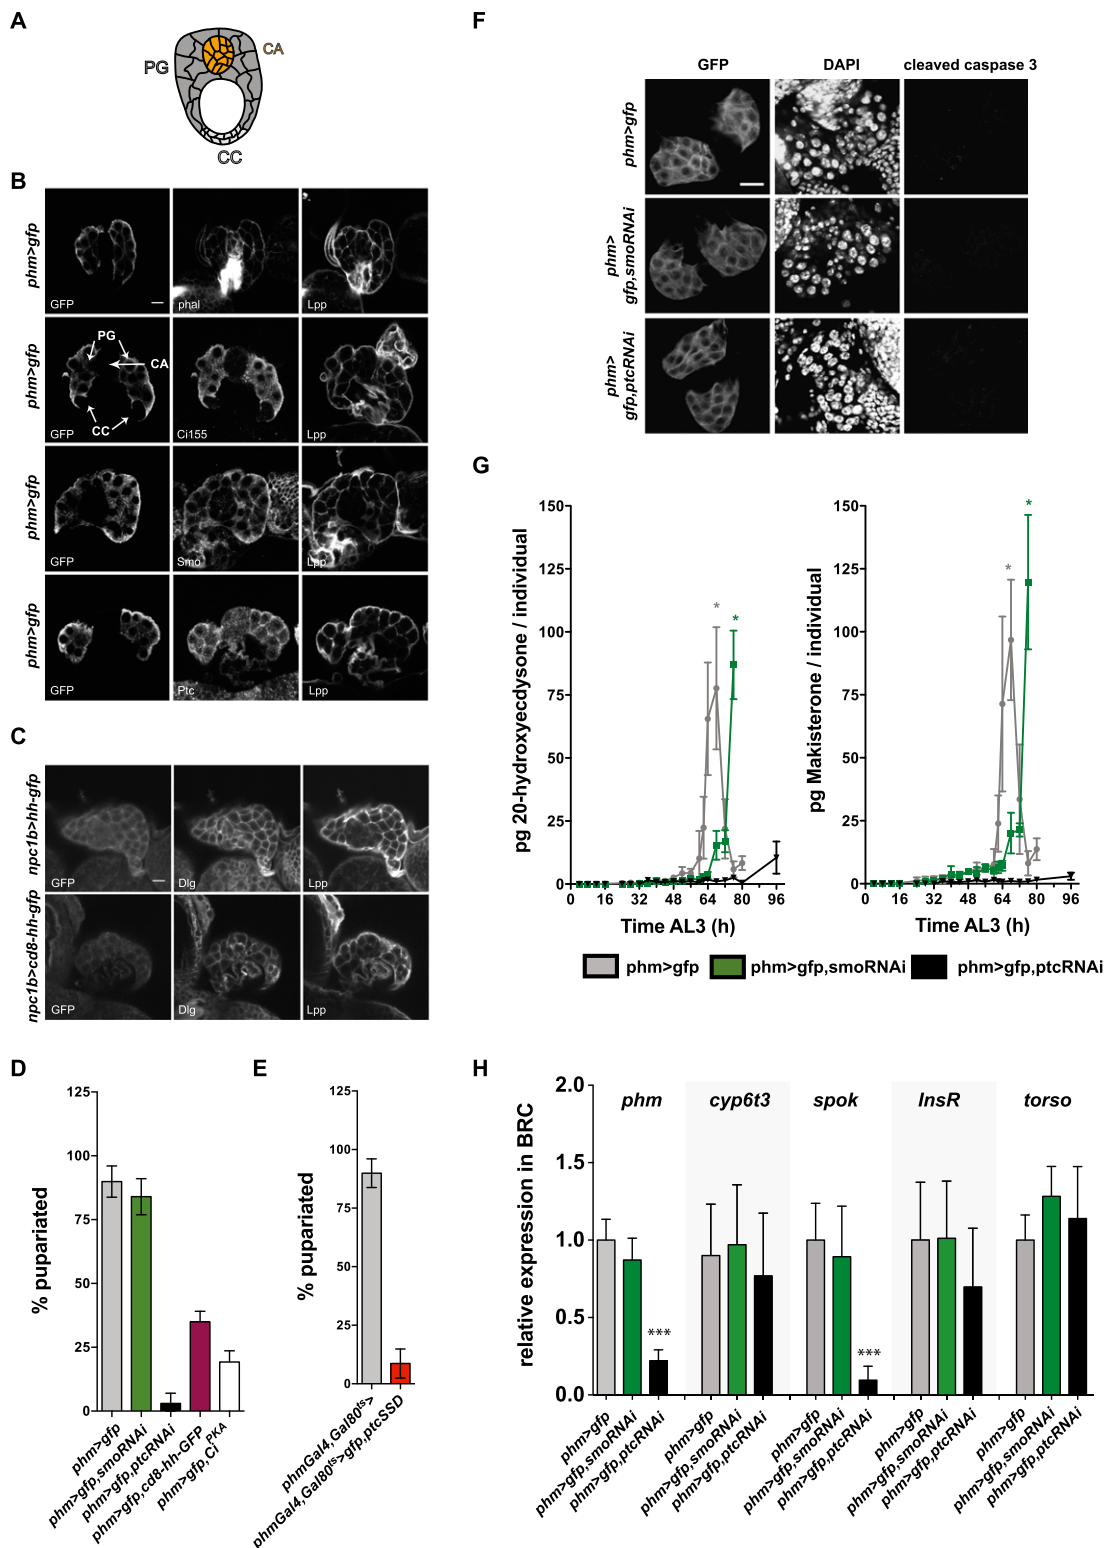 A
PG
CA
CC
B
phm>gfp
GFP
phal
Lpp
phm>gfp
PG
CA
CC
GFP
Ci155
Lpp
phm>gfp
GFP
Smo
Lpp
phm>gfp
GFP
Ptc
Lpp
C
npc1b>hh-gfp
GFP
Dlg
Lpp
npc1b>cd8-hh-gfp
GFP
Dlg
Lpp
D
% pupariated
125
100
75
50
25
0
phm>gfp
phm>gfp,smoRNAi
phm>gfp,ptcRNAi
phm>gfp,cd8-hh-GFP
phm>gfp,Ci^PKA
E
% pupariated
125
100
75
50
25
0
phmGal4,Gal80^ts>
phmGal4,Gal80^ts>gfp,ptcSSD
F
GFP
DAPI
cleaved caspase 3
phm>gfp
phm>
gfp,smoRNAi
phm>
gfp,ptcRNAi
G
pg 20-hydroxyecdysone / individual
150
125
100
75
50
25
0
* *
0 16 32 48 64 80 96
Time AL3 (h)
pg Makisterone / individual
150
125
100
75
50
25
0
* *
0 16 32 48 64 80 96
Time AL3 (h)
phm>gfp
phm>gfp,smoRNAi
phm>gfp,ptcRNAi
H
relative expression in BRC
2.0
1.5
1.0
0.5
0.0
phm
cyp6t3
spok
InsR
torso
***
***
phm>gfp
phm>gfp,smoRNAi
phm>gfp,ptcRNAi
phm>gfp
phm>gfp,smoRNAi
phm>gfp,ptcRNAi
phm>gfp
phm>gfp,smoRNAi
phm>gfp,ptcRNAi
phm>gfp
phm>gfp,smoRNAi
phm>gfp,ptcRNAi
phm>gfp
phm>gfp,smoRNAi
phm>gfp,ptcRNAi